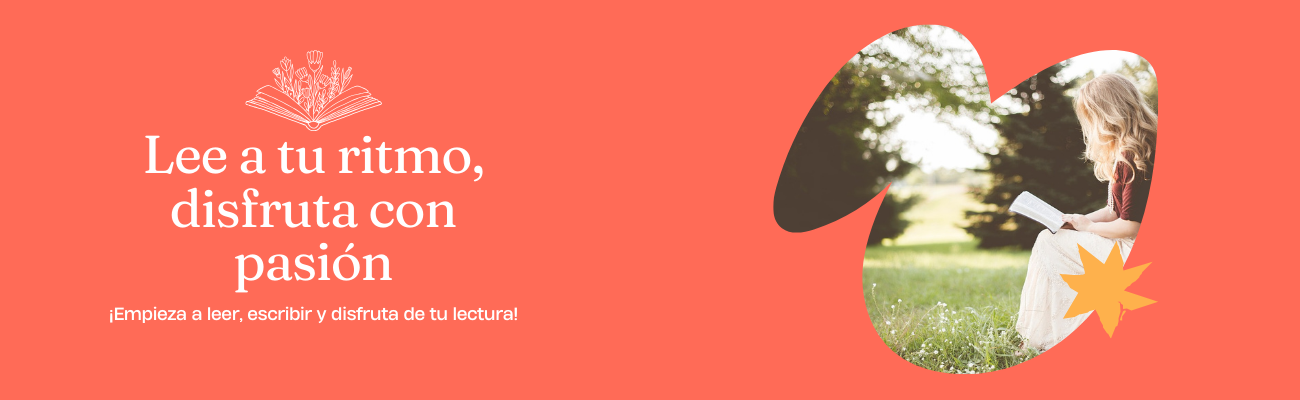 Lee a tu ritmo,
disfruta con
pasión
¡Empieza a leer, escribir y disfruta de tu lectura!